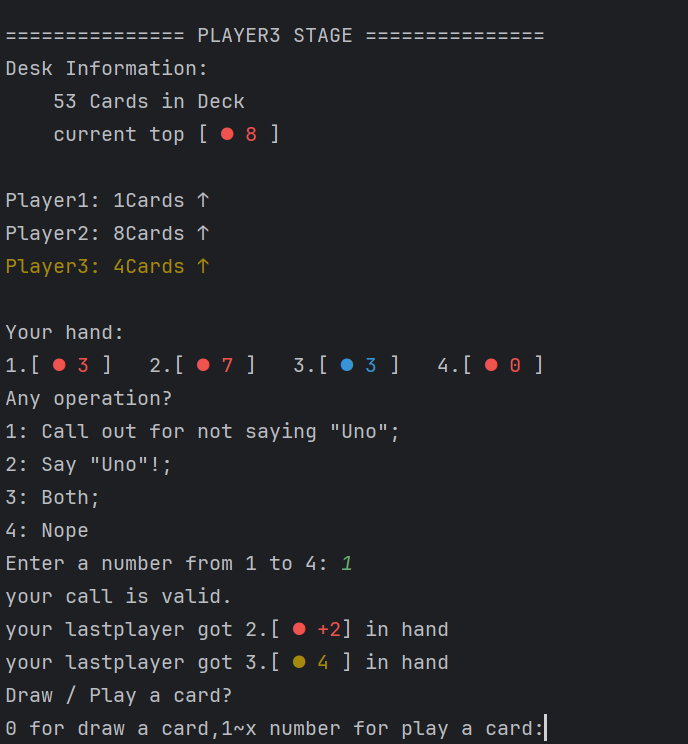 =============== PLAYER3 STAGE ===============
Desk Information:
    53 Cards in Deck
    current top [ ● 8 ]
Player1: 1Cards ↑
Player2: 8Cards ↑
Player3: 4Cards ↑
Your hand:
1.[ ● 3 ]   2.[ ● 7 ]   3.[ ● 3 ]   4.[ ● 0 ]
Any operation?
1: Call out for not saying "Uno";
2: Say "Uno"!;
3: Both;
4: Nope
Enter a number from 1 to 4: 1
your call is valid.
your lastplayer got 2.[ ● +2] in hand
your lastplayer got 3.[ ● 4 ] in hand
Draw / Play a card?
0 for draw a card,1~x number for play a card: